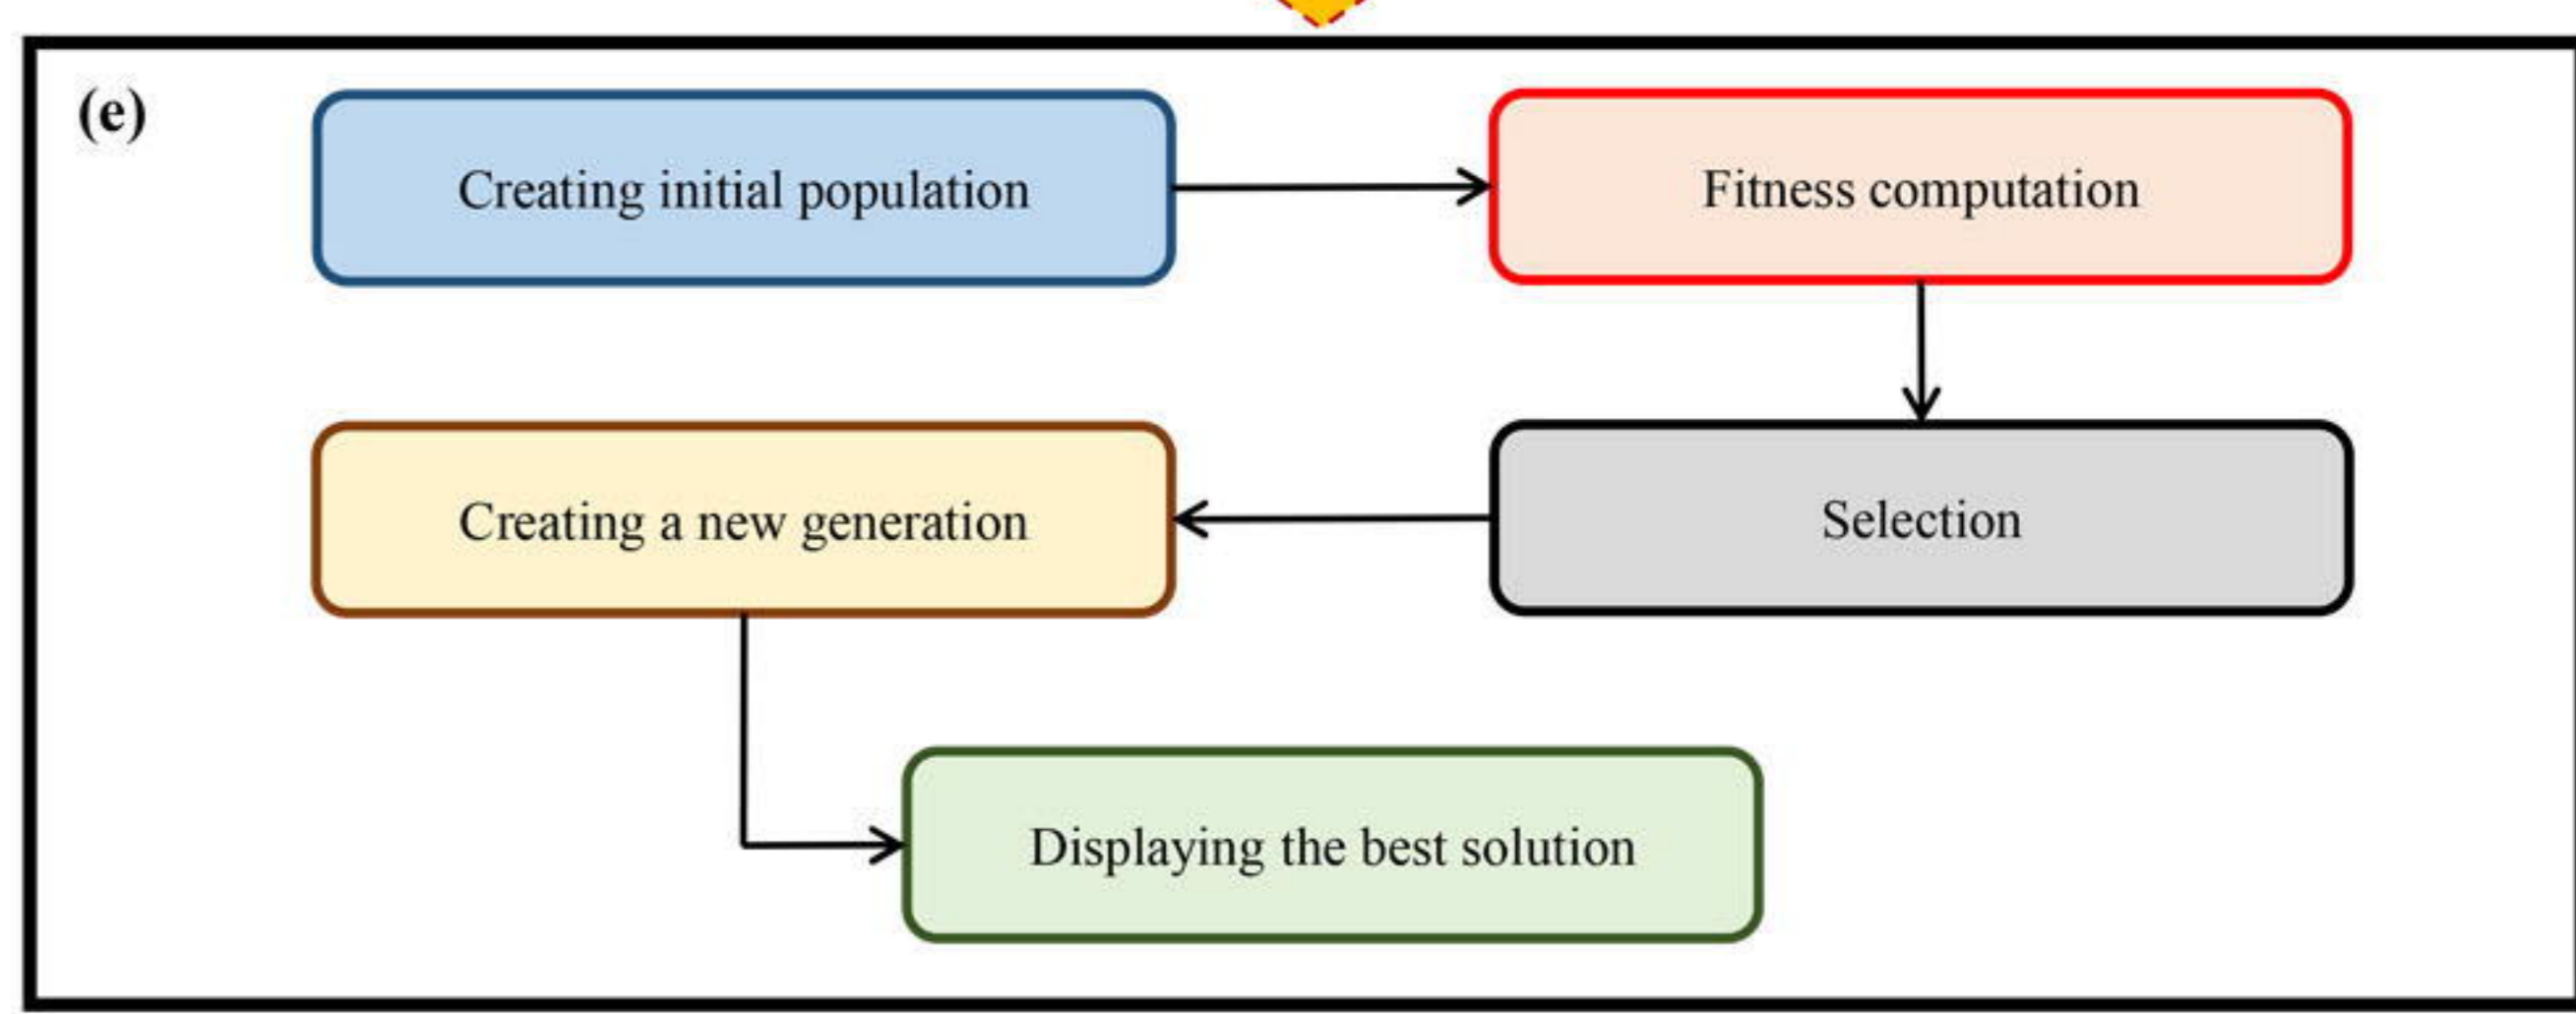 (e)
Creating initial population
Fitness computation
Creating a new generation
Selection
Displaying the best solution